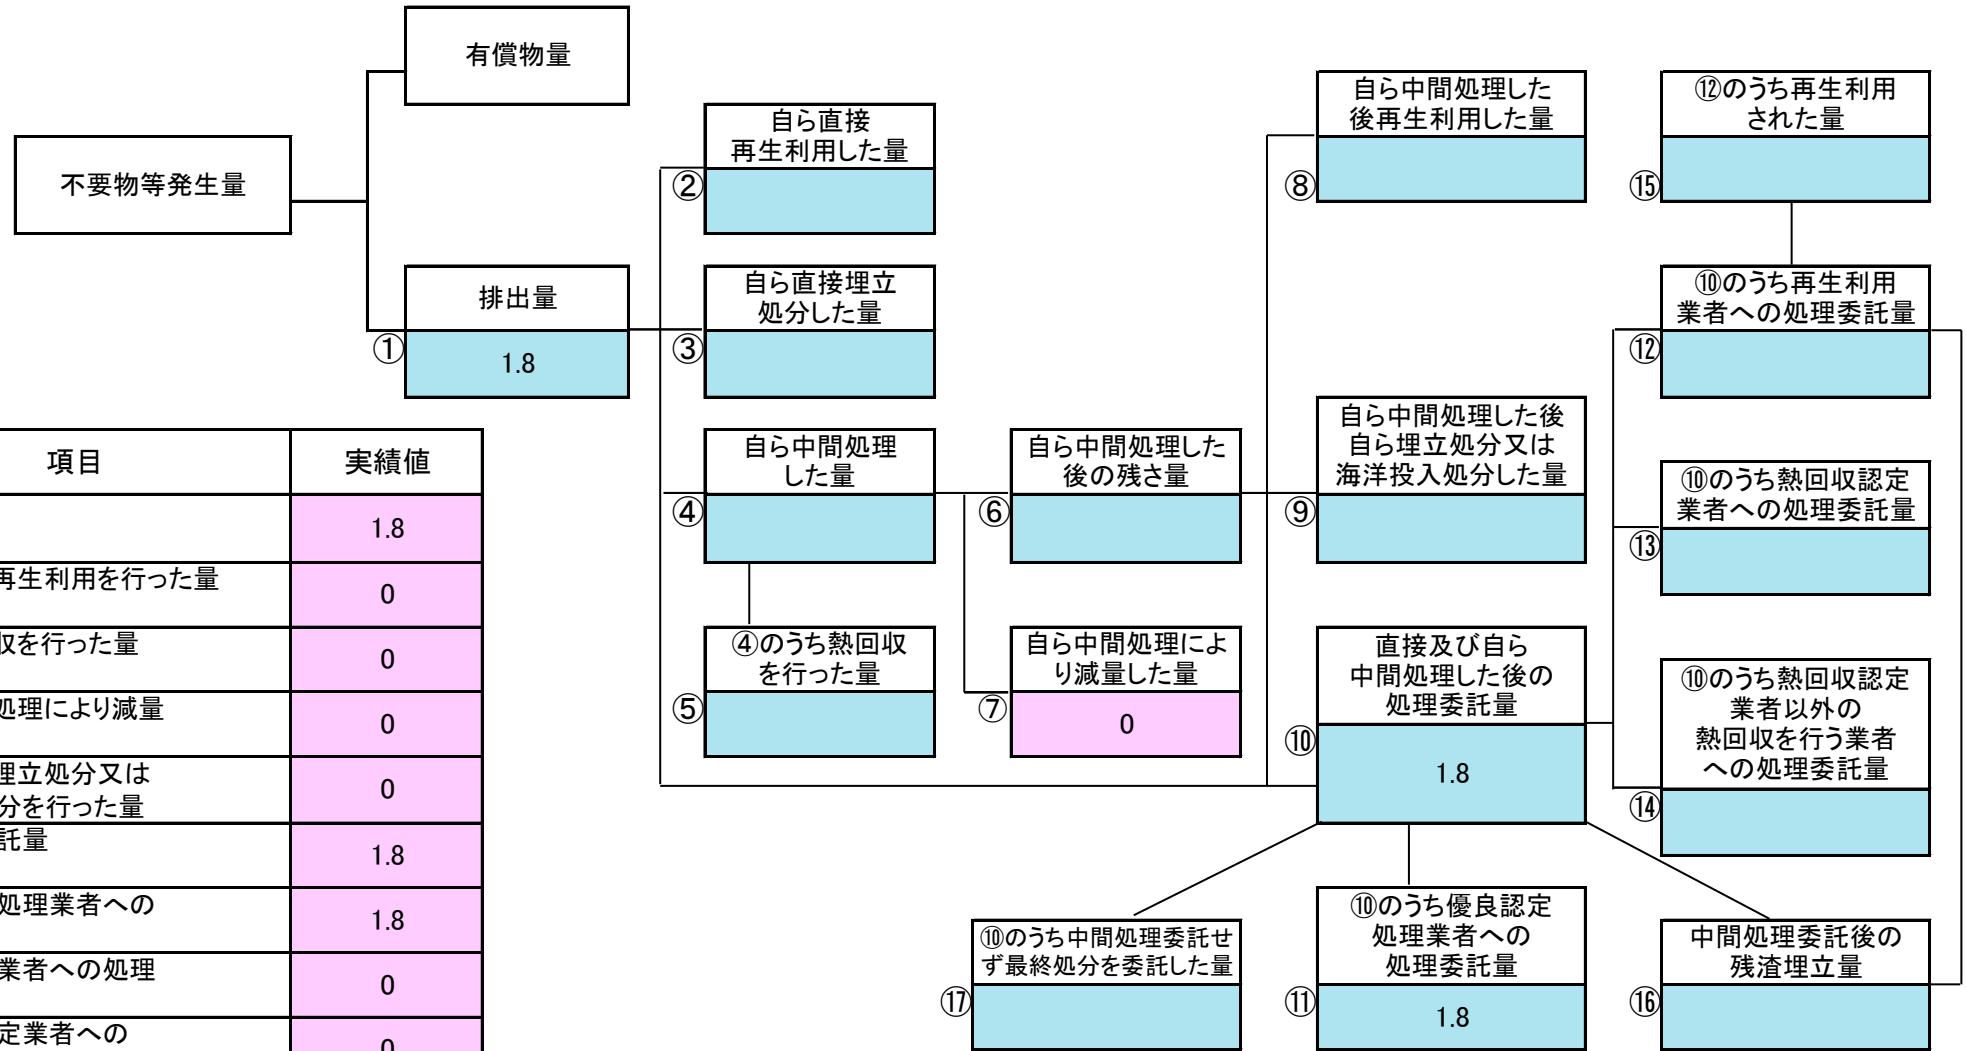 有償物量
不要物等発生量
排出量
①
1.8
自ら直接
再生利用した量
②
自ら直接埋立
処分した量
③
自ら中間処理
した量
④
④のうち熱回収
を行った量
⑤
自ら中間処理した
後の残さ量
⑥
自ら中間処理によ
り減量した量
⑦
0
自ら中間処理した
後再生利用した量
⑧
自ら中間処理した後
自ら埋立処分又は
海洋投入処分した量
⑨
直接及び自ら
中間処理した後の
処理委託量
⑩
1.8
⑫のうち再生利用
された量
⑮
⑩のうち再生利用
業者への処理委託量
⑫
⑩のうち熱回収認定
業者への処理委託量
⑬
⑩のうち熱回収認定
業者以外の
熱回収を行う業者
への処理委託量
⑭
⑩のうち中間処理委託せ
ず最終処分を委託した量
⑰
⑩のうち優良認定
処理業者への
処理委託量
⑪
1.8
中間処理委託後の
残渣埋立量
⑯
項目 実績値
1.8
再生利用を行った量 0
を行った量 0
処理により減量 0
埋立処分又は
分を行った量 0
託量 1.8
処理業者への 1.8
業者への処理 0
定業者への 0